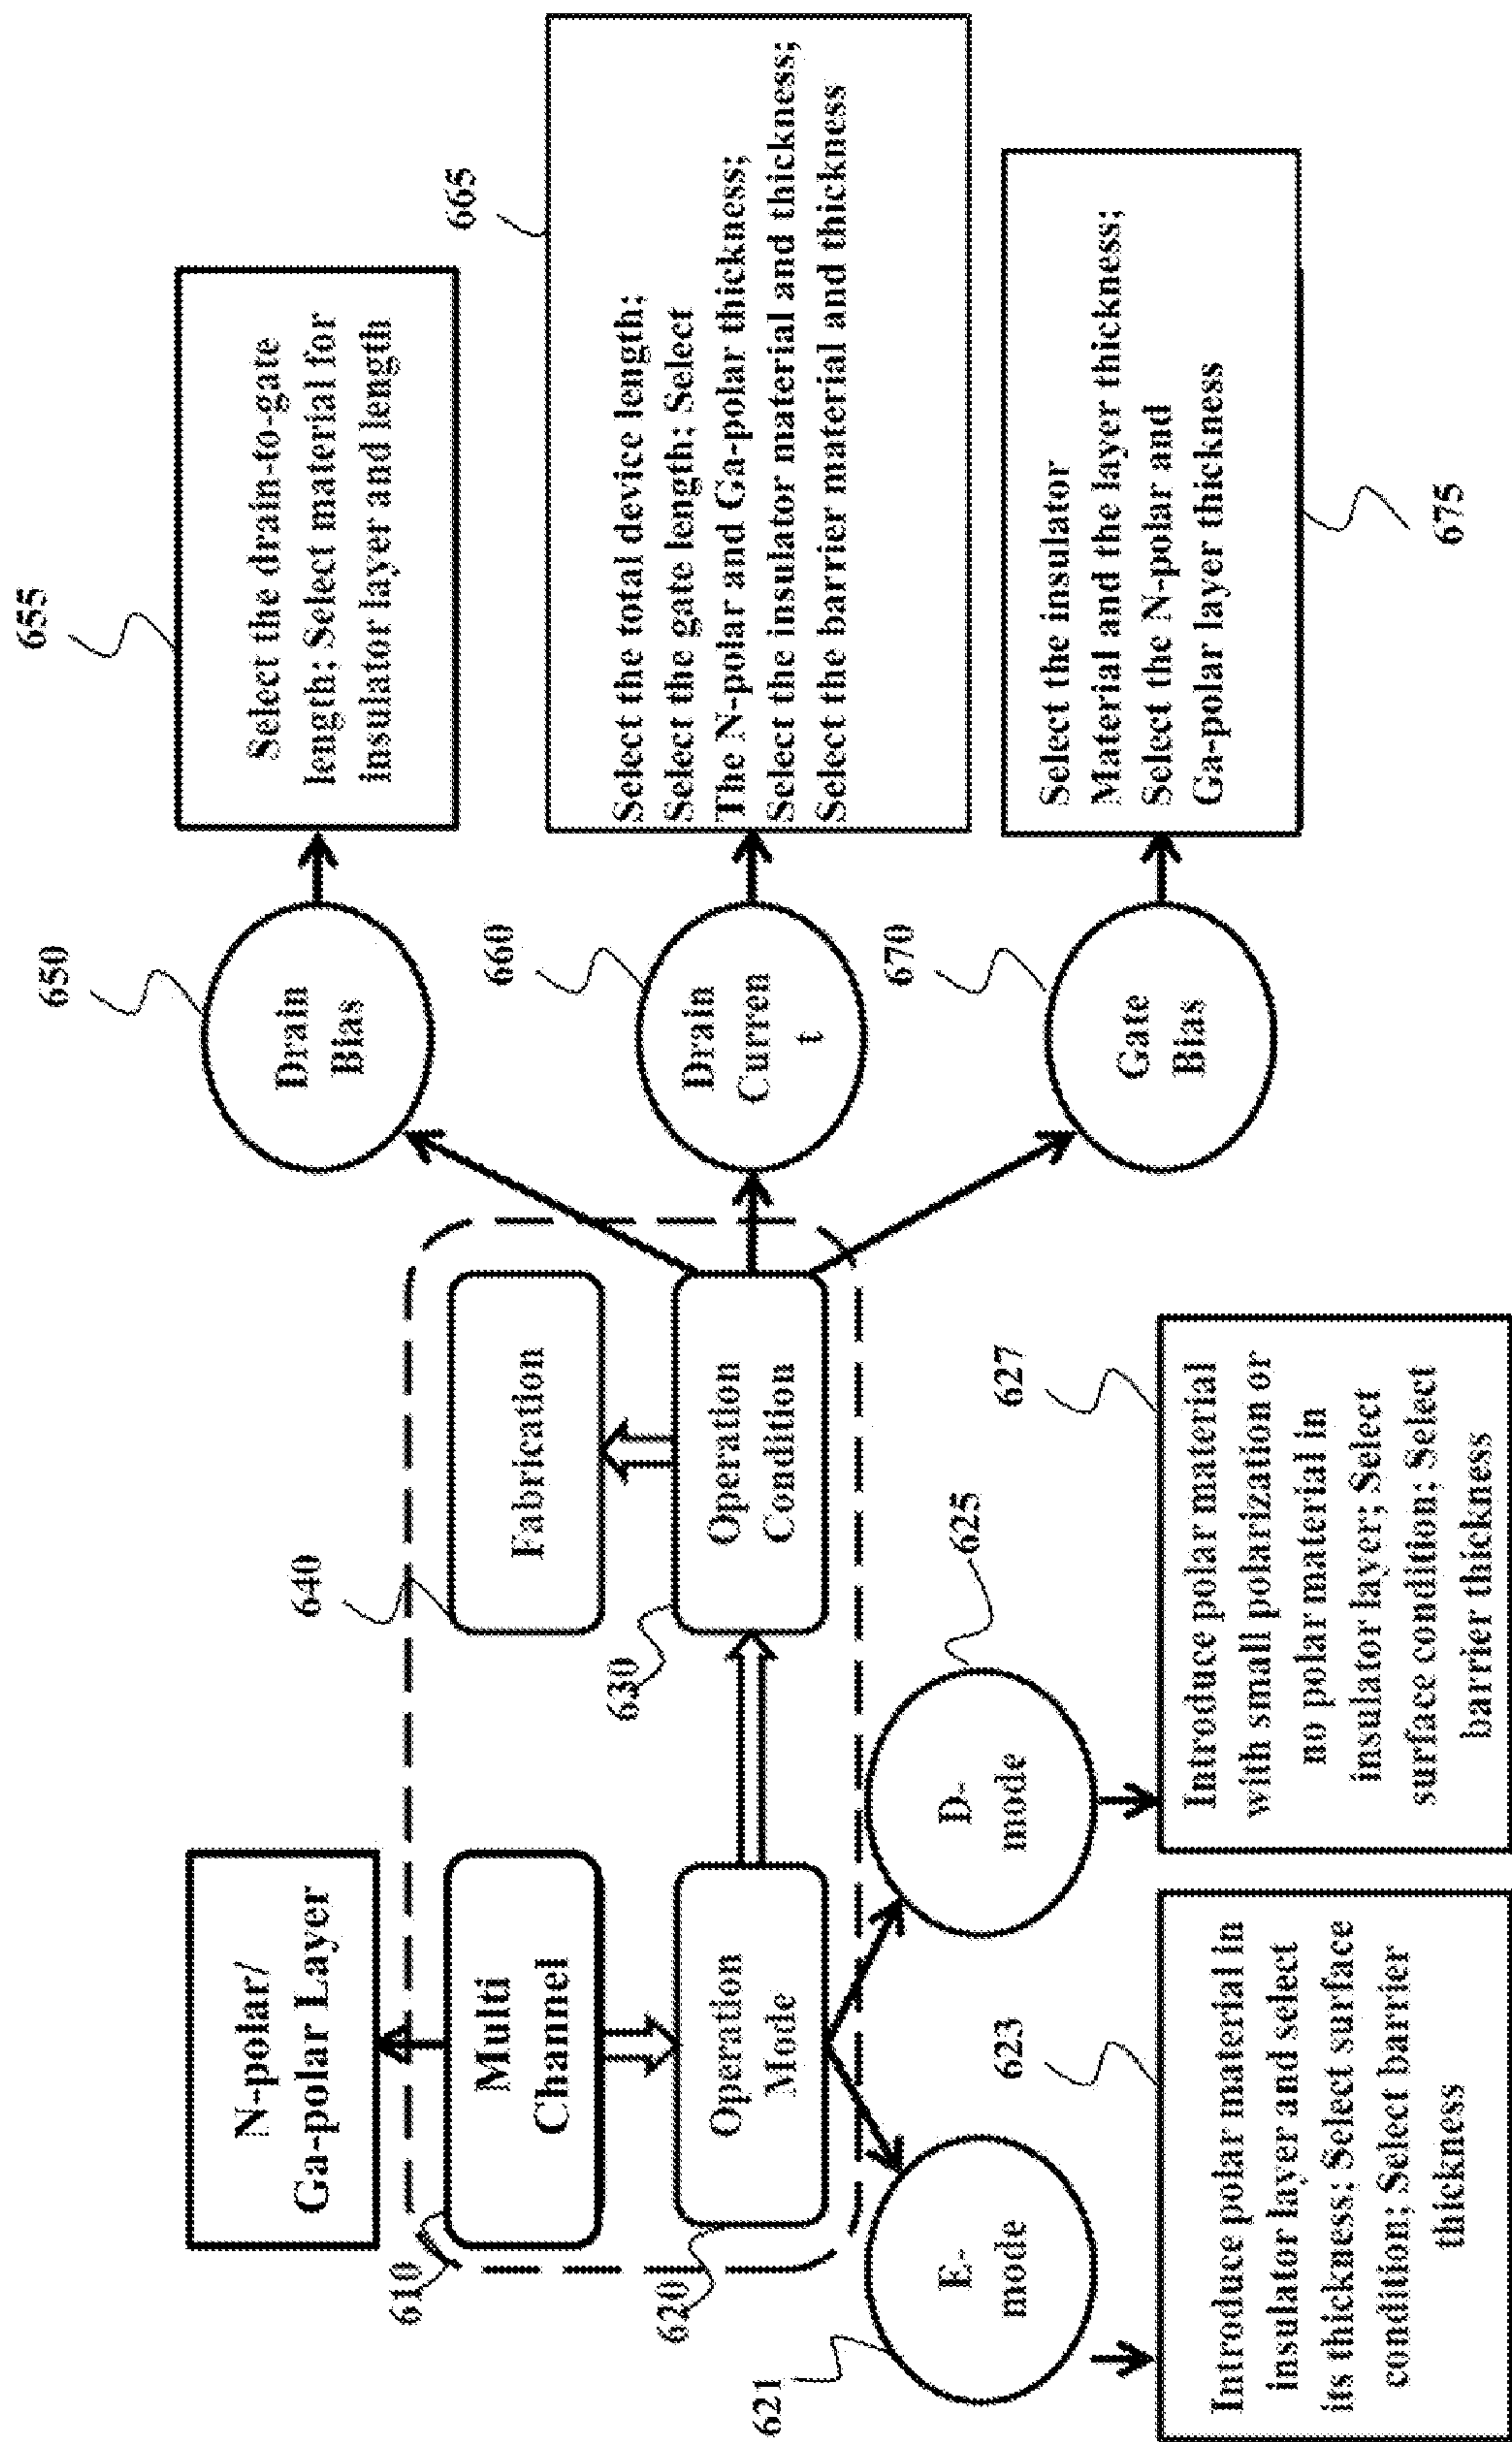 N-polar/
Ga-polar Layer
610
Multi
Channel
640
Fabrication
620
Operation
Mode
630
Operation
Condition
621
E-
mode
625
D-
mode
623
Introduce polar material in
insulator layer and select
its thickness; Select surface
condition; Select barrier
thickness
627
Introduce polar material
with small polarization or
no polar material in
insulator layer; Select
surface condition; Select
barrier thickness
650
Drain
Bias
655
Select the drain-to-gate
length; Select material for
insulator layer and length
660
Drain
Curren
t
665
Select the total device length;
Select the gate length; Select
The N-polar and Ga-polar thickness;
Select the insulator material and thickness;
Select the barrier material and thickness
670
Gate
Bias
675
Select the insulator
Material and the layer thickness;
Select the N-polar and
Ga-polar layer thickness